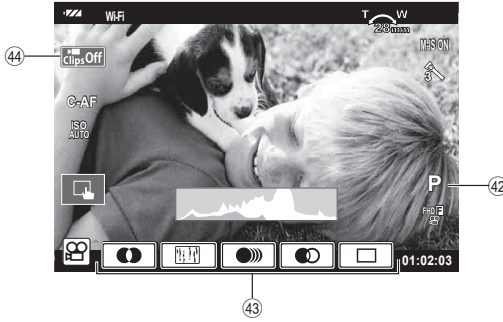 Wi-Fi
T W
28mm
44
Clips Off
M-IS ON
3
C-AF
ISO
AUTO
P
42
FHD F
01:02:03
43